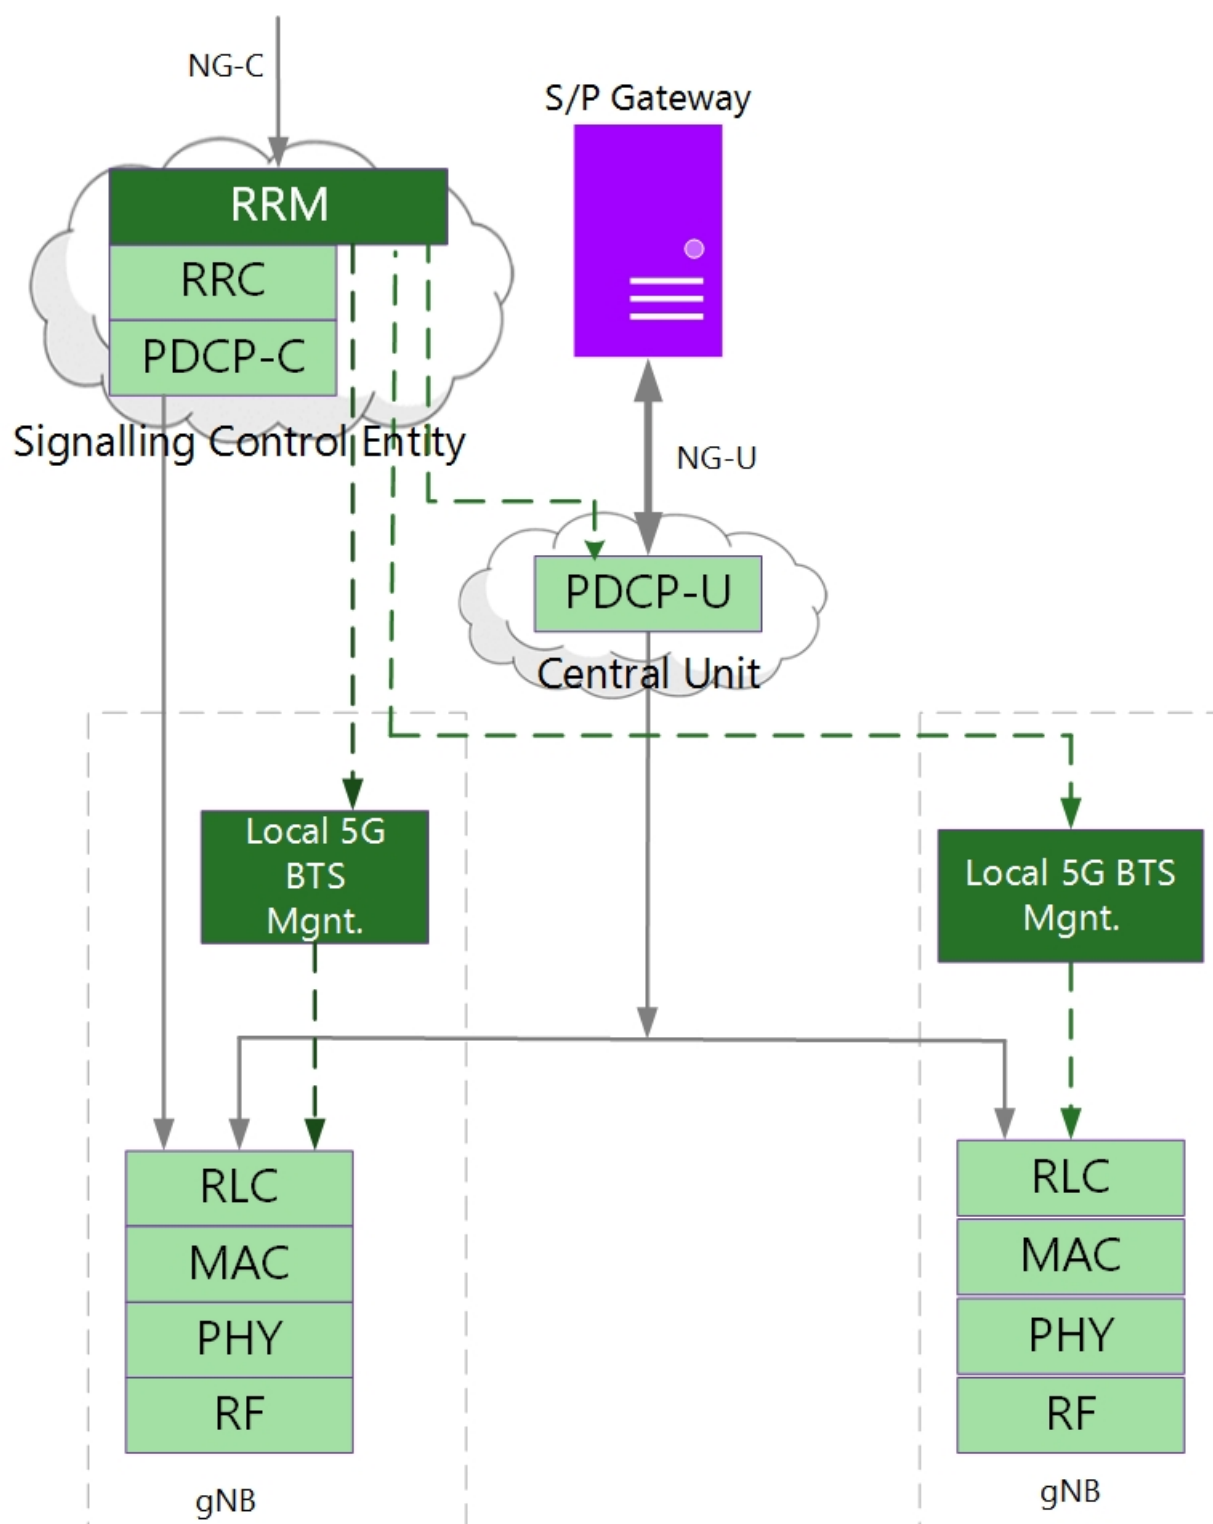 NG-C
S/P Gateway
RRM
RRC
PDCP-C
Signalling Control Entity
NG-U
PDCP-U
Central Unit
Local 5G
BTS
Mgnt.
Local 5G BTS
Mgnt.
RLC
MAC
PHY
RF
gNB
RLC
MAC
PHY
RF
gNB